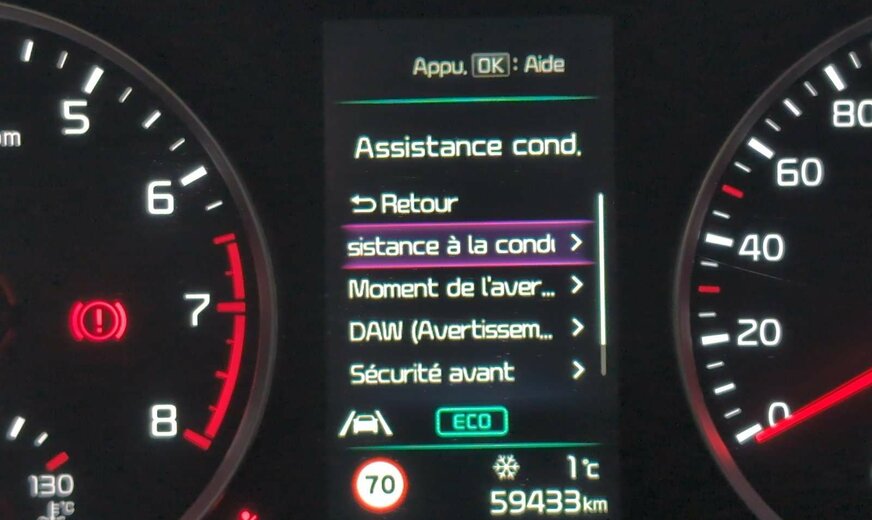 Appu. OK : Aide
Assistance cond.
Retour
sistance à la condu
Moment de l'aver...
DAW (Avertissem...
Sécurité avant
ECO
70
1°c
59433km
5
6
7
8
130
°C
80
60
40
20
0